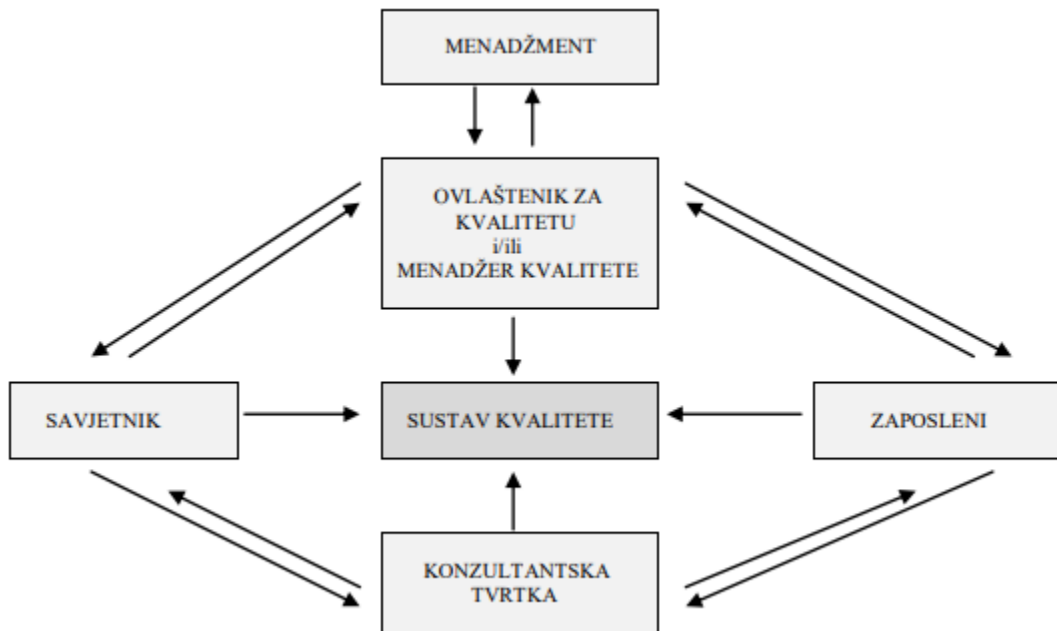 MENADŽMENT
OVLAŠTENIK ZA
KVALITETU
i/ili
MENADŽER KVALITETE
SAVJETNIK
SUSTAV KVALITETE
ZAPOSLENI
KONZULTANTSKA
TVRTKA